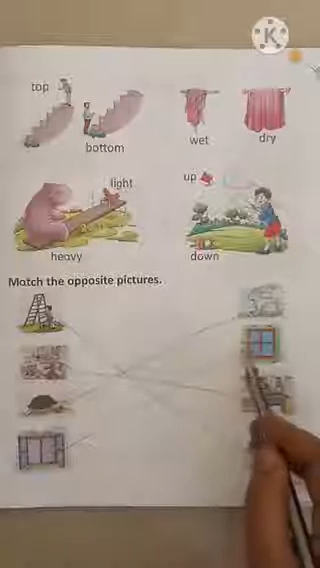 top
bottom
wet
dry
light
heavy
up
down
Match the opposite pictures.
K